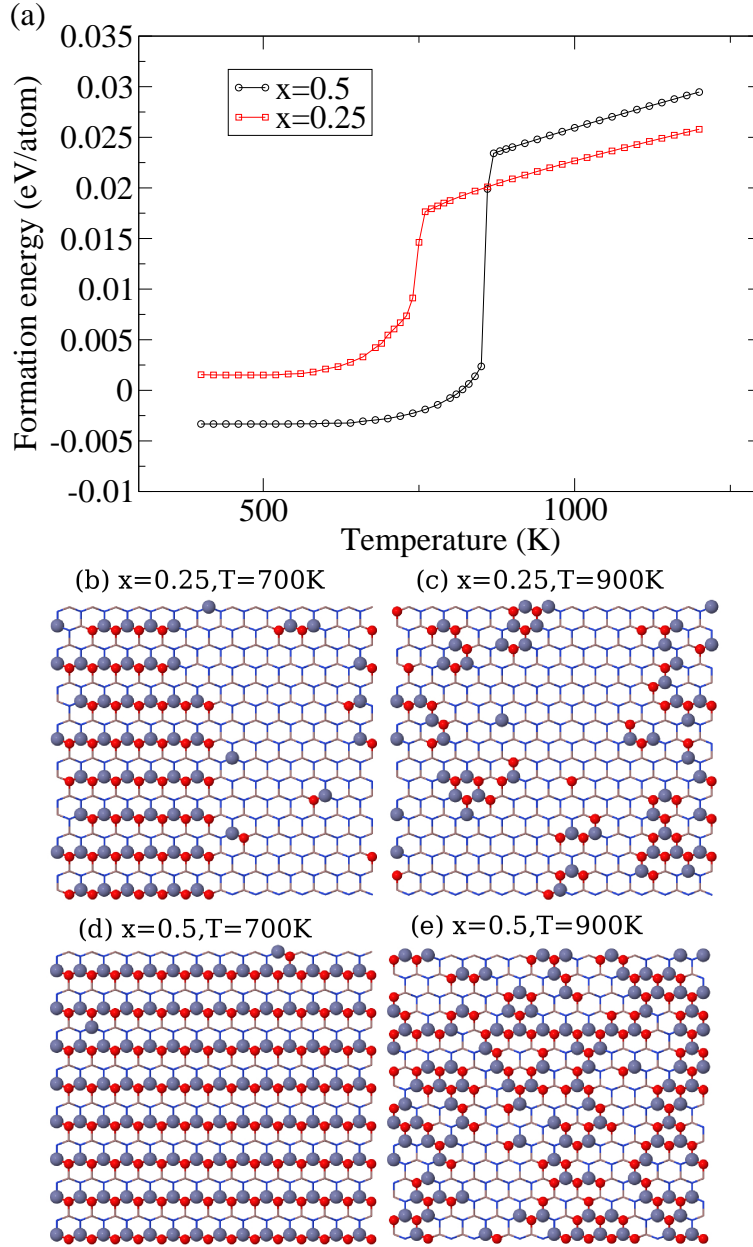 (a)
0.035
0.03
0.025
0.02
0.015
0.01
0.005
0
-0.005
-0.01
Formation energy (eV/atom)
x=0.5
x=0.25
500
1000
Temperature (K)
(b) x=0.25,T=700K
(c) x=0.25,T=900K
(d) x=0.5,T=700K
(e) x=0.5,T=900K